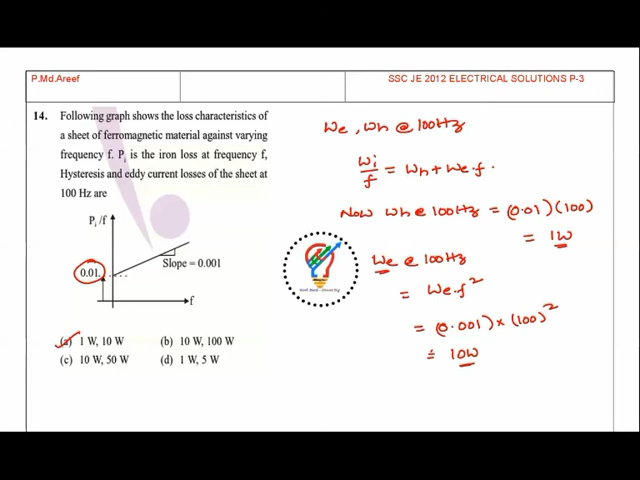 P.Md.Areef
SSC JE 2012 ELECTRICAL SOLUTIONS P-3
14. Following graph shows the loss characteristics of
a sheet of ferromagnetic material against varying
frequency f. Pi is the iron loss at frequency f,
Hysteresis and eddy current losses of the sheet at
100 Hz are
Pi /f
0.01
Slope = 0.001
f
(a) 1 W, 10 W (b) 10 W, 100 W
(c) 10 W, 50 W (d) 1 W, 5 W
We, Wh @ 100Hz
Wi/f = Wh + We.f.
Now Wh @ 100Hz = (0.01)(100)
= 1W
We @ 100Hz
= We.f²
= (0.001) × (100)²
= 10W